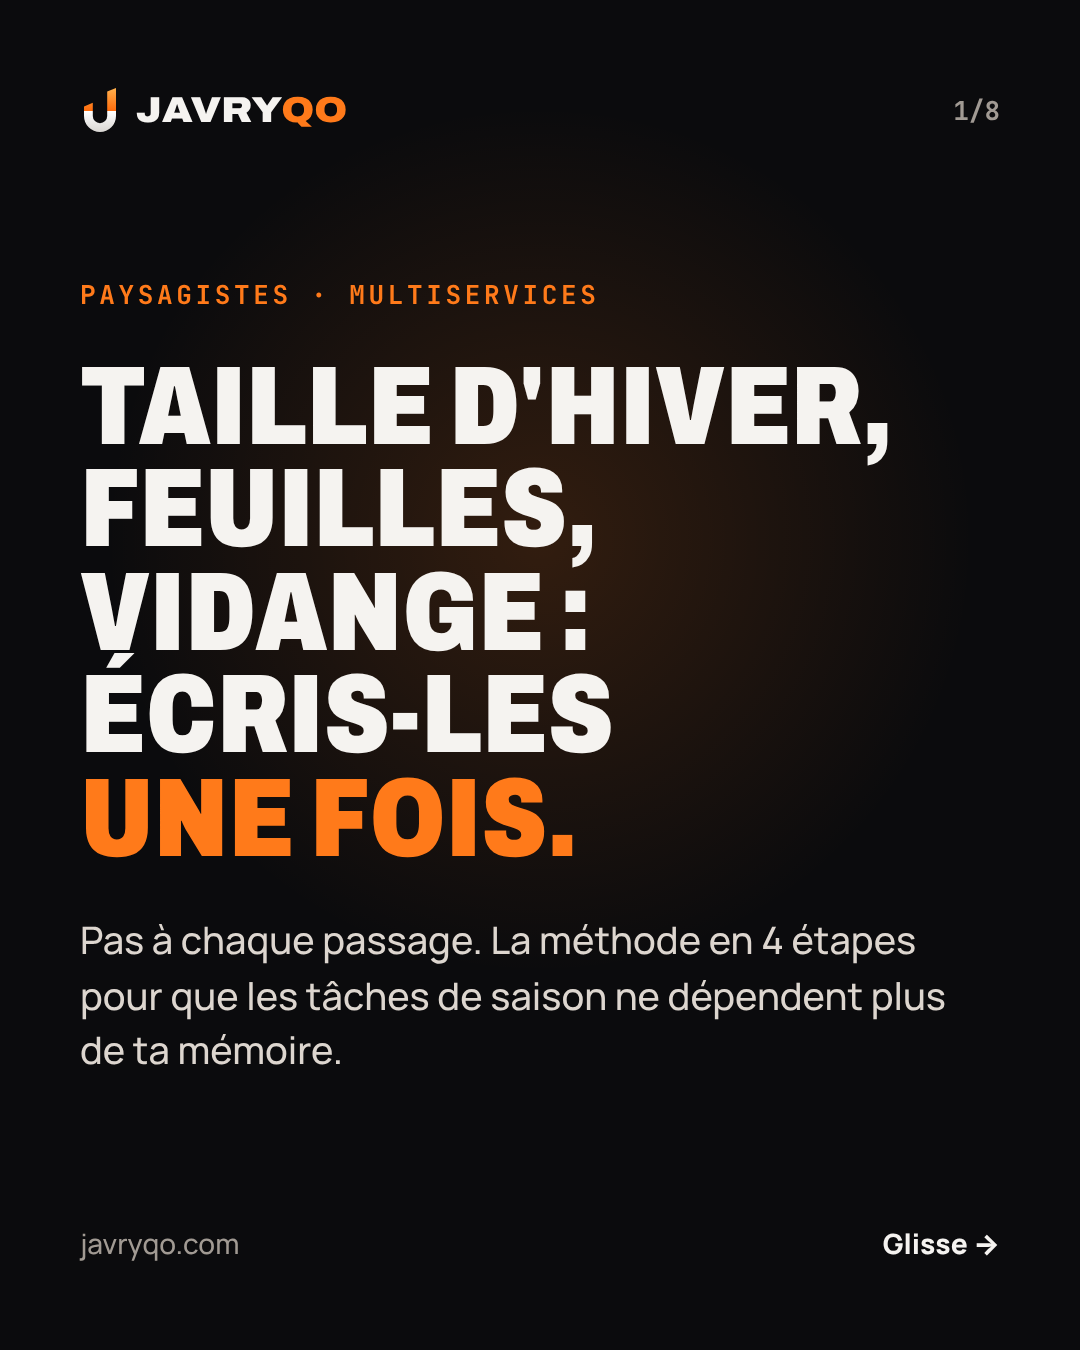 JAVRYQO
1/8
PAYSAGISTES · MULTISERVICES
TAILLE D'HIVER,
FEUILLES,
VIDANGE :
ÉCRIS-LES
UNE FOIS.
Pas à chaque passage. La méthode en 4 étapes
pour que les tâches de saison ne dépendent plus
de ta mémoire.
javryqo.com
Glisse →